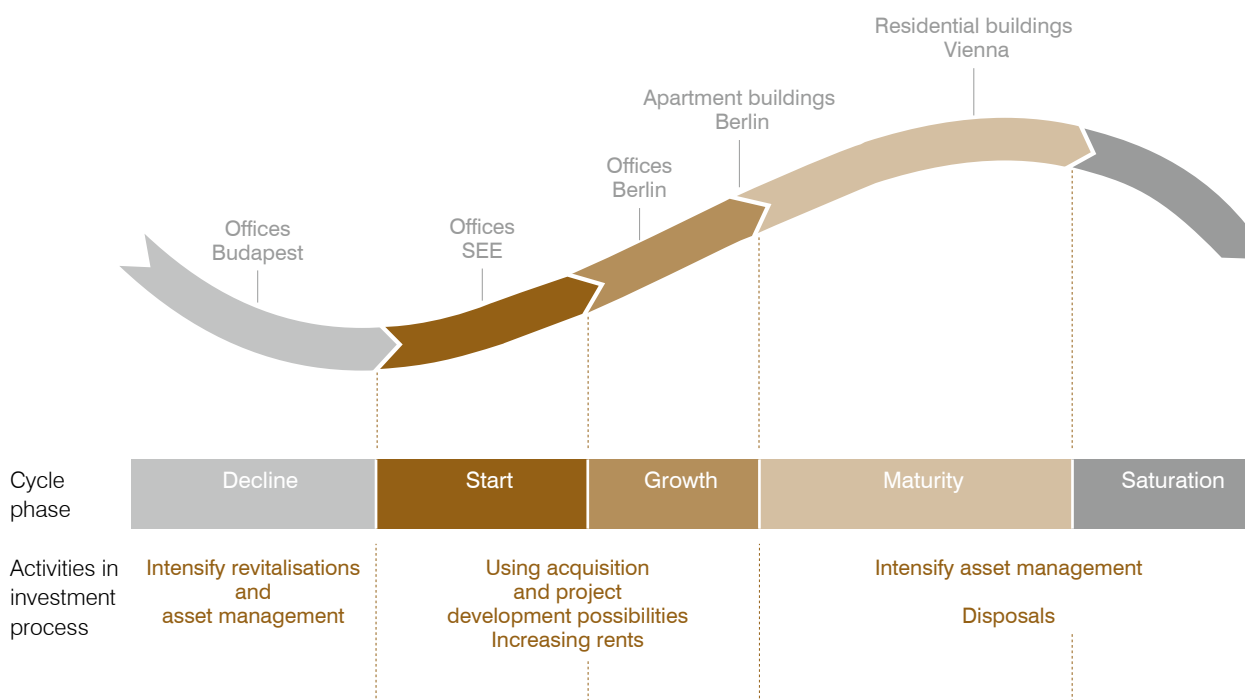 Residential buildings
Vienna
Apartment buildings
Berlin
Offices
Berlin
Offices
SEE
Offices
Budapest
Cycle
phase
Decline
Start
Growth
Maturity
Saturation
Activities in
investment
process
Intensify revitalisations
and
asset management
Using acquisition
and project
development possibilities
Increasing rents
Intensify asset management
Disposals